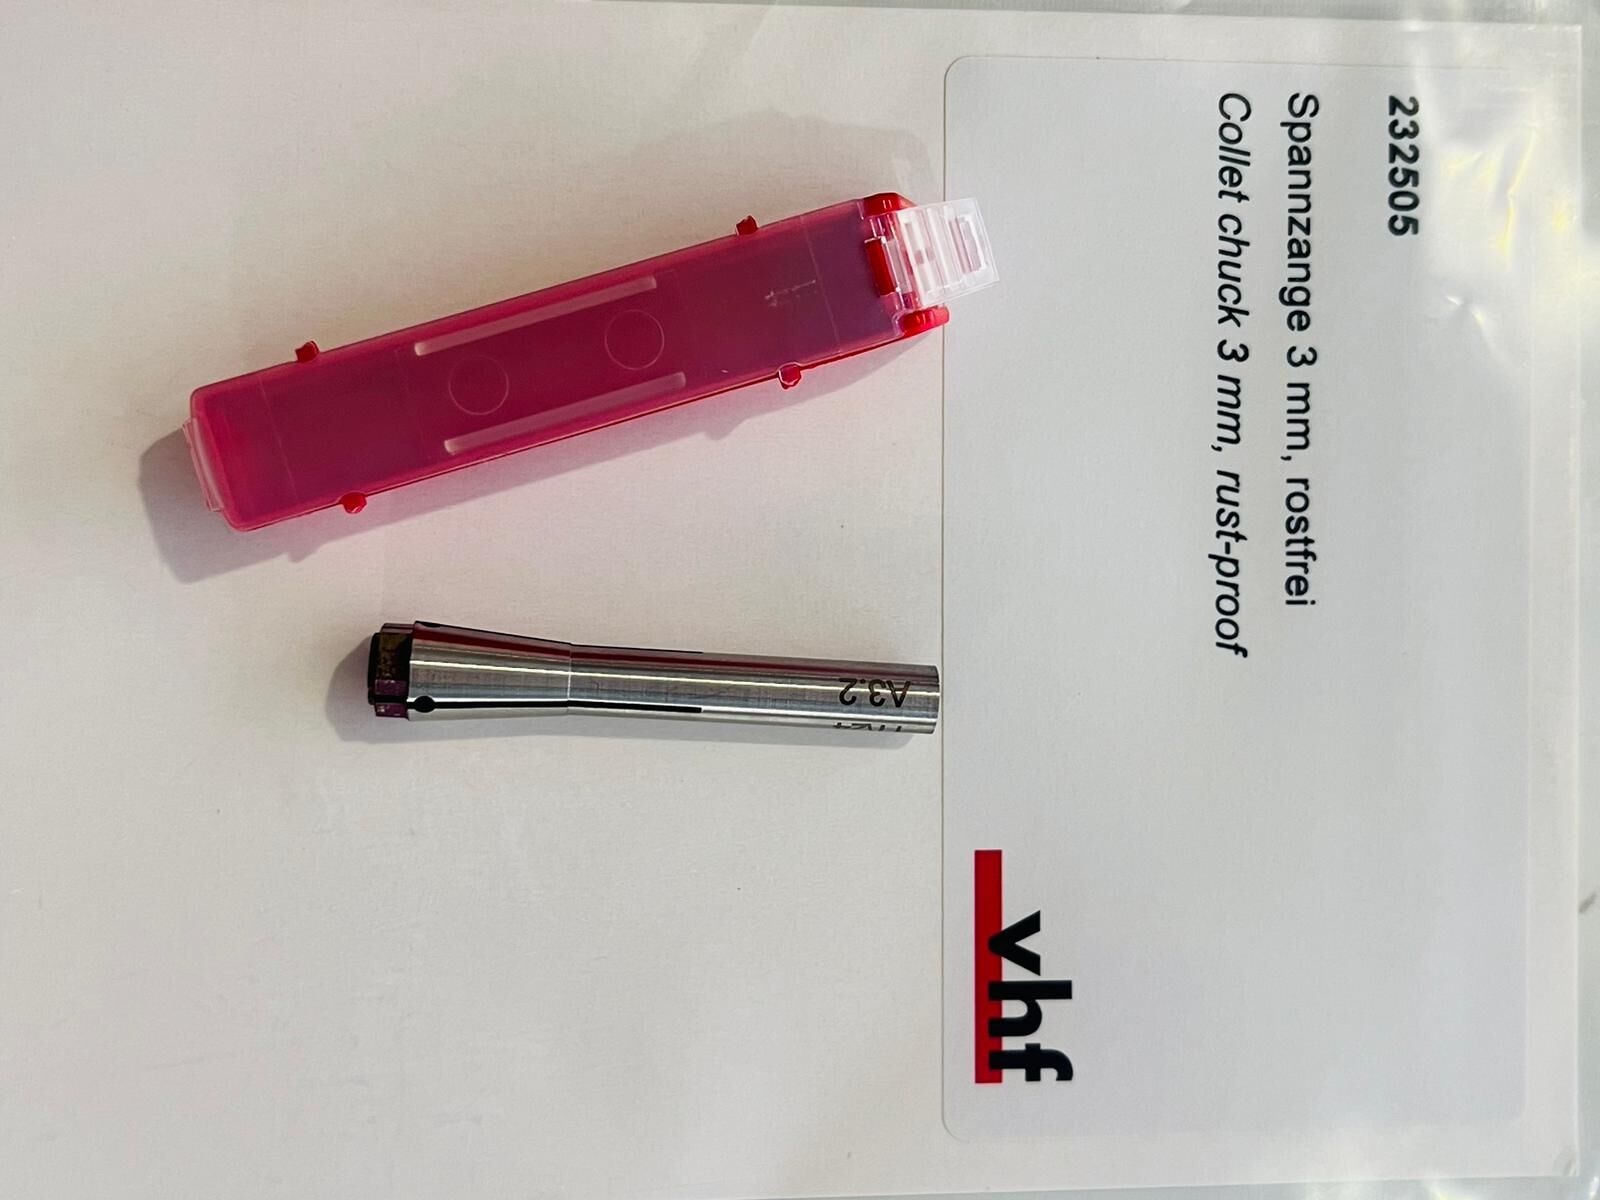 232505
Spannzange 3 mm, rostfrei
Collet chuck 3 mm, rust-proof
vhf
A3.2